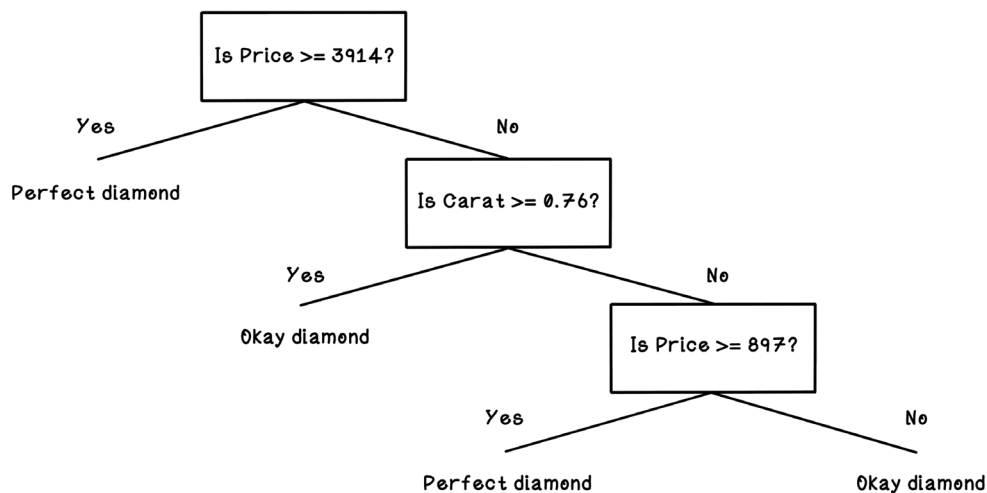 Is Price >= 3914?
Yes
No
Perfect diamond
Is Carat >= 0.76?
Yes
No
Okay diamond
Is Price >= 897?
Yes
No
Perfect diamond
Okay diamond